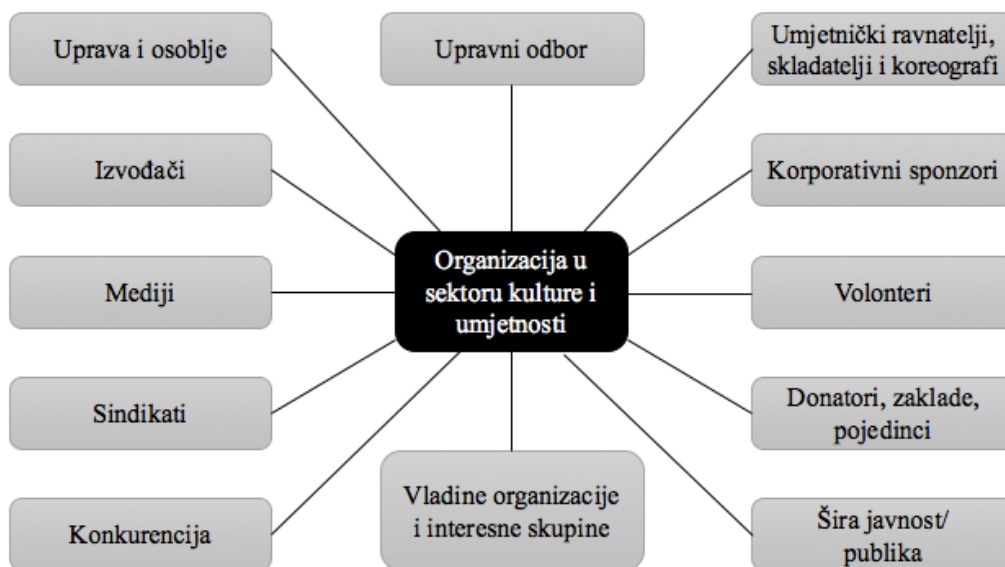 Uprava i osoblje
Upravni odbor
Umjetnički ravnatelji,
skladatelji i koreografi
Izvođači
Korporativni sponzori
Organizacija u
sektoru kulture i
umjetnosti
Mediji
Volonteri
Sindikati
Donatori, zaklade,
pojedinci
Konkurencija
Vladine organizacije
i interesne skupine
Šira javnost/
publika